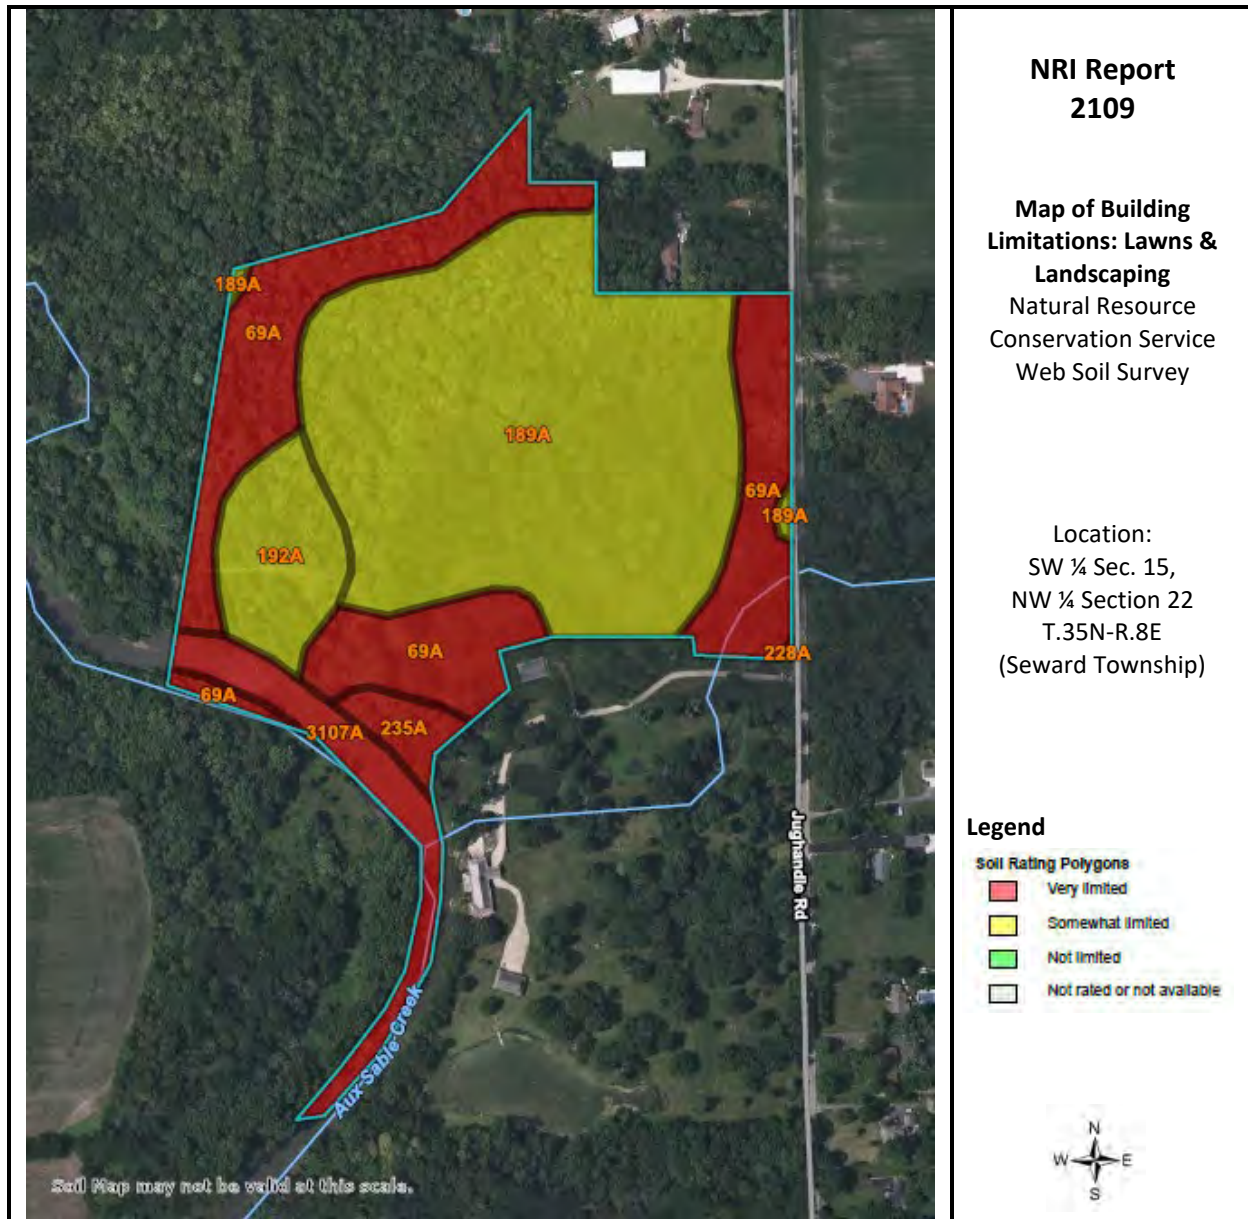 NRI Report
2109
Map of Building
Limitations: Lawns &
Landscaping
Natural Resource
Conservation Service
Web Soil Survey
Location:
SW ¼ Sec. 15,
NW ¼ Section 22
T.35N-R.8E
(Seward Township)
Legend
Soil Rating Polygons
Very limited
Somewhat limited
Not limited
Not rated or not available
N
W E
S
189A
69A
189A
69A
189A
192A
69A
228A
69A
3107A
235A
Jughandle Rd
Aux-Sable-Creek
Soil Map may not be valid at this scale.